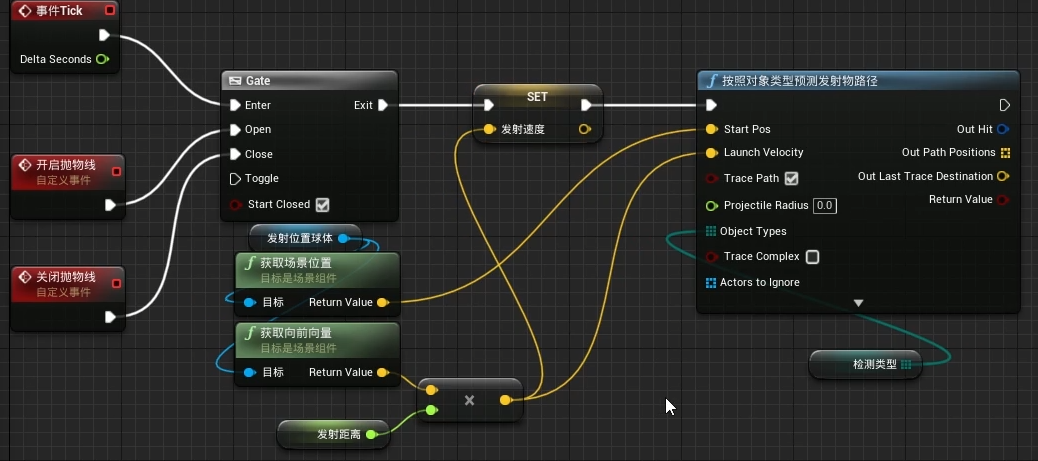 事件Tick
Delta Seconds
开启抛物线
自定义事件
关闭抛物线
自定义事件
Gate
Enter
Exit
Open
Close
Toggle
Start Closed
发射位置球体
获取场景位置
目标是场景组件
目标
Return Value
获取向前向量
目标是场景组件
目标
Return Value
发射距离
×
SET
发射速度
按照对象类型预测发射物路径
Start Pos
Out Hit
Launch Velocity
Out Path Positions
Trace Path
Out Last Trace Destination
Projectile Radius 0.0
Return Value
Object Types
Trace Complex
Actors to Ignore
检测类型